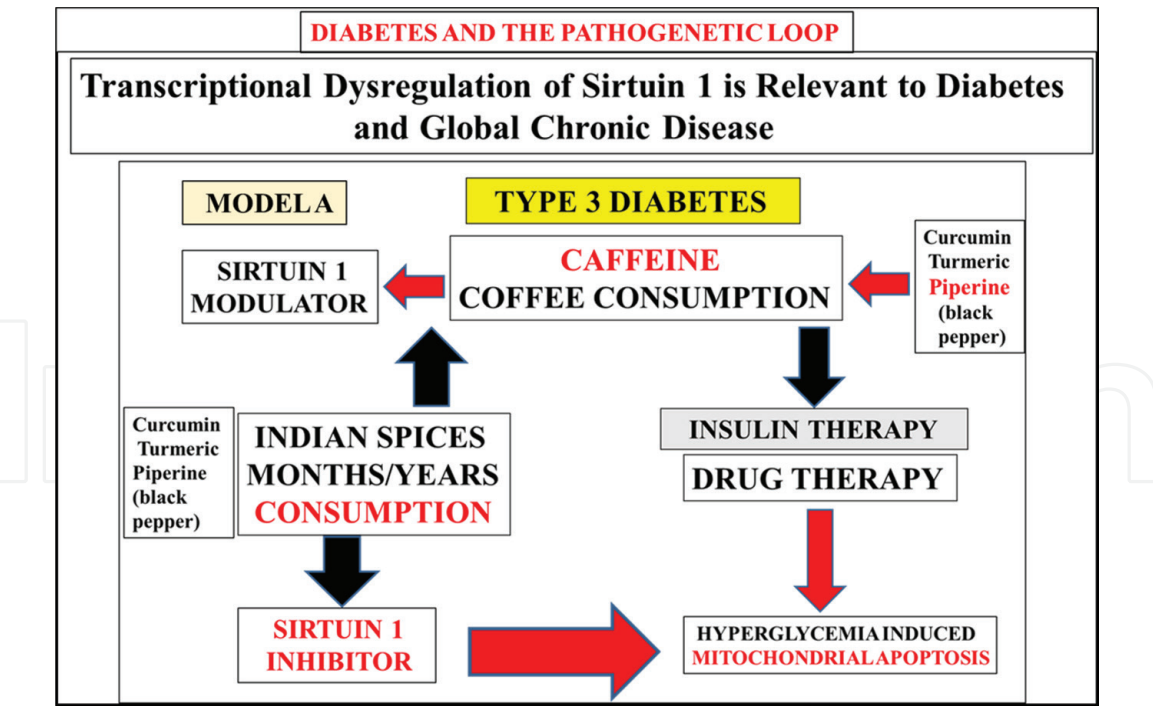 DIABETES AND THE PATHOGENETIC LOOP
Transcriptional Dysregulation of Sirtuin 1 is Relevant to Diabetes
and Global Chronic Disease
MODEL A
TYPE 3 DIABETES
SIRTUIN 1
MODULATOR
CAFFEINE
COFFEE CONSUMPTION
Curcumin
Turmeric
Piperine
(black
pepper)
Curcumin
Turmeric
Piperine
(black
pepper)
INDIAN SPICES
MONTHS/YEARS
CONSUMPTION
INSULIN THERAPY
DRUG THERAPY
SIRTUIN 1
INHIBITOR
HYPERGLYCEMIA INDUCED
MITOCHONDRIAL APOPTOSIS